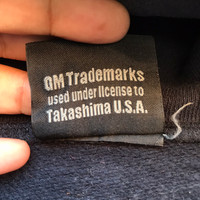 GM Trademarks
used under license to
Takashima U.S.A.